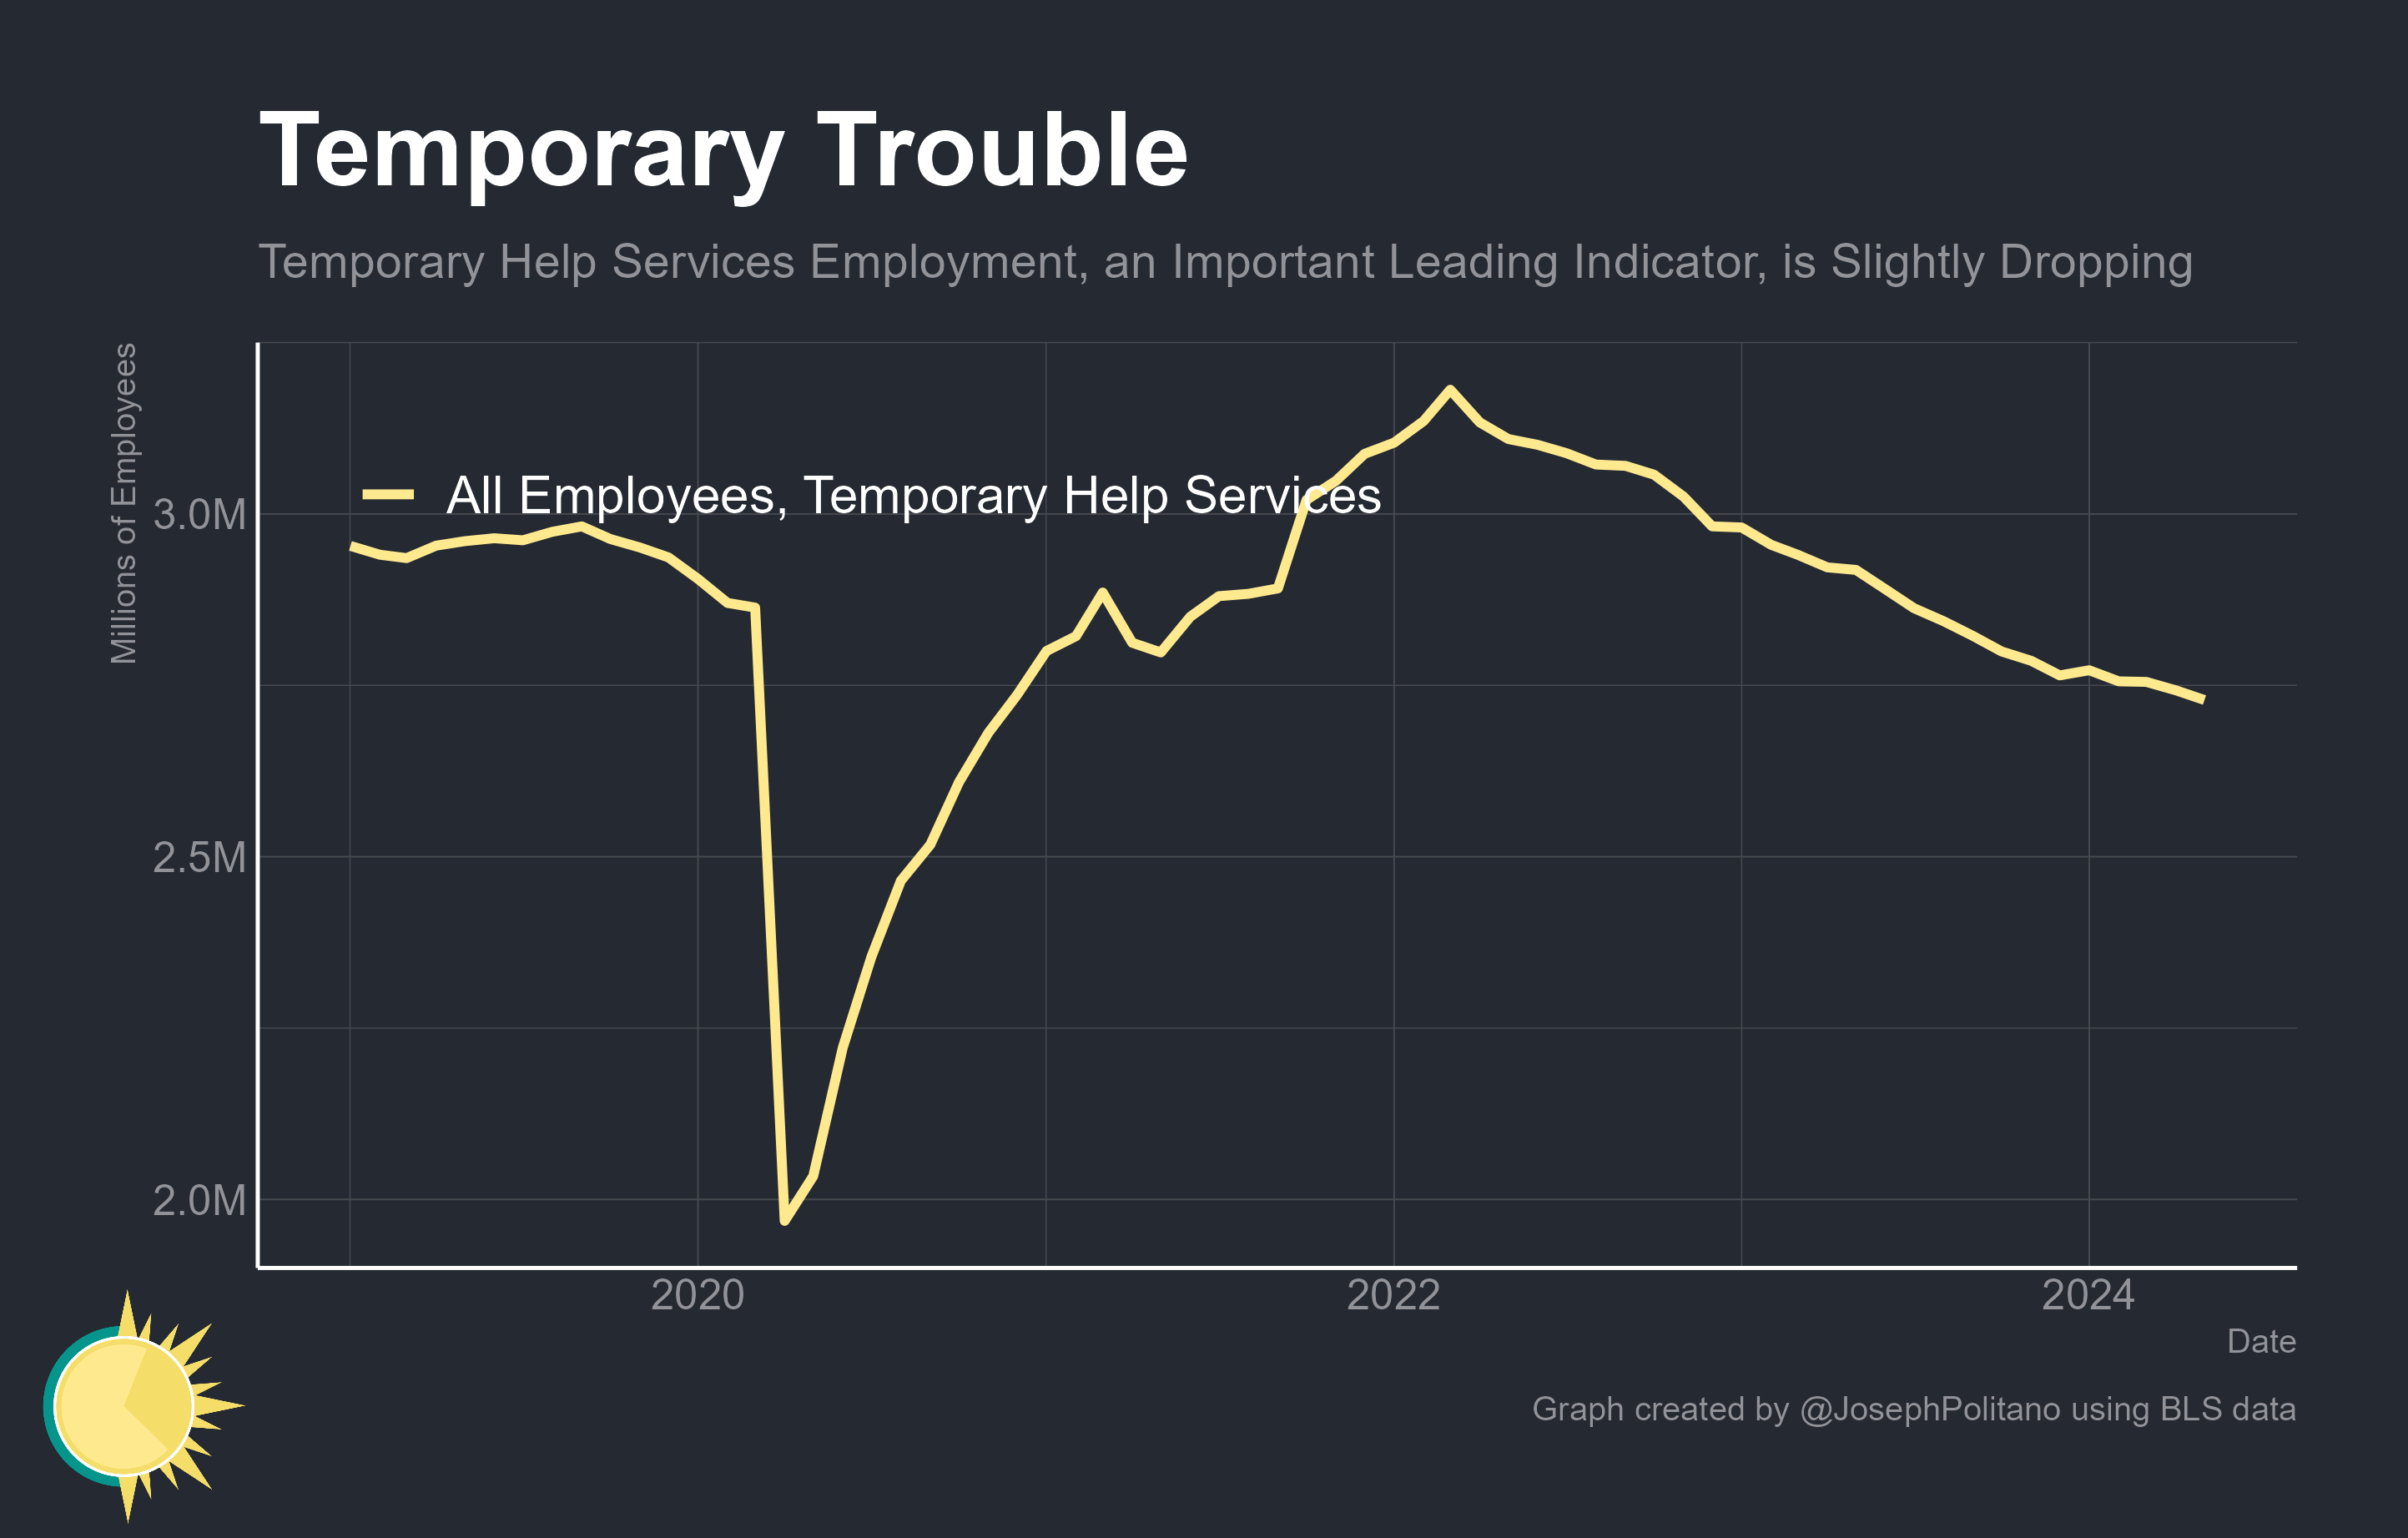 Temporary Trouble
Temporary Help Services Employment, an Important Leading Indicator, is Slightly Dropping
Millions of Employees
All Employees, Temporary Help Services
3.0M
2.5M
2.0M
2020 2022 2024
Date
Graph created by @JosephPolitano using BLS data